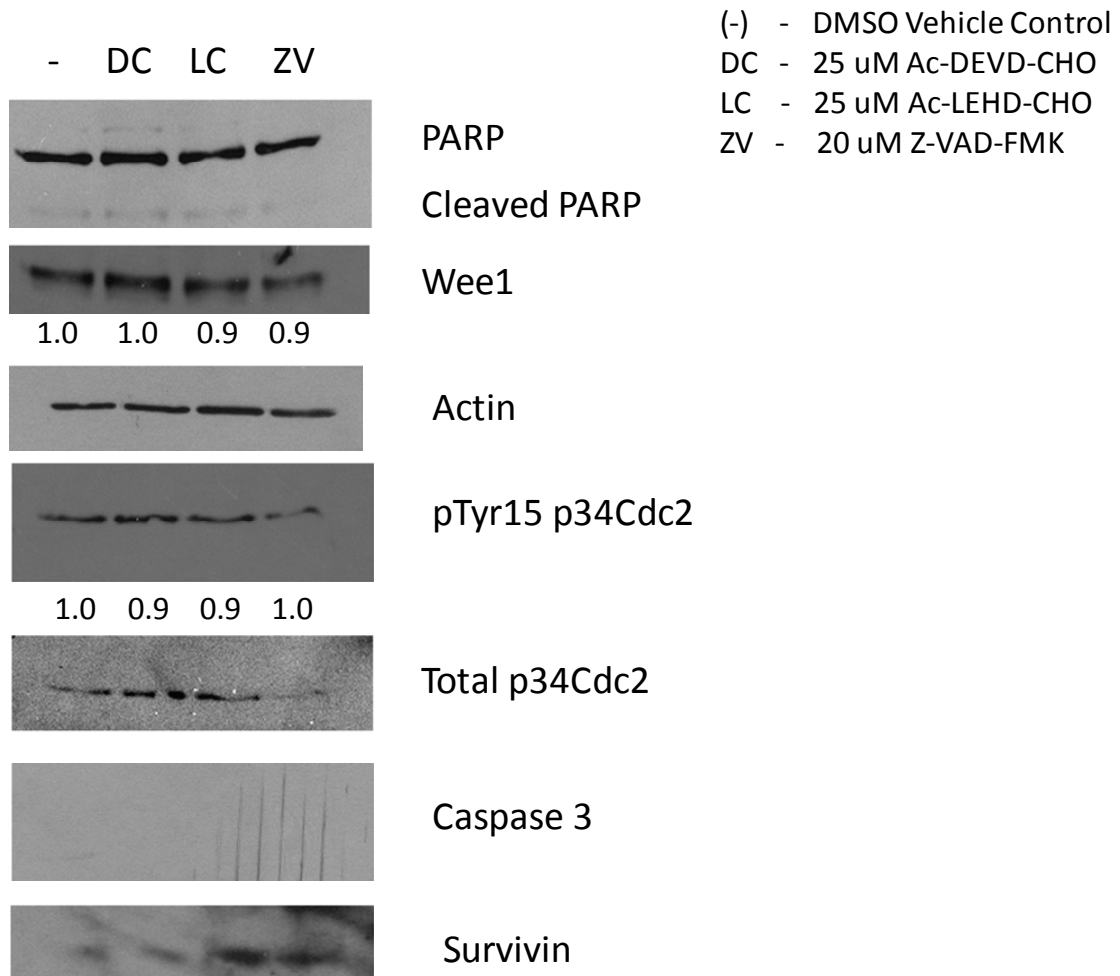 - DC LC ZV
(-) - DMSO Vehicle Control
DC - 25 uM Ac-DEVD-CHO
LC - 25 uM Ac-LEHD-CHO
ZV - 20 uM Z-VAD-FMK
PARP
Cleaved PARP
Wee1
1.0 1.0 0.9 0.9
Actin
pTyr15 p34Cdc2
1.0 0.9 0.9 1.0
Total p34Cdc2
Caspase 3
Survivin